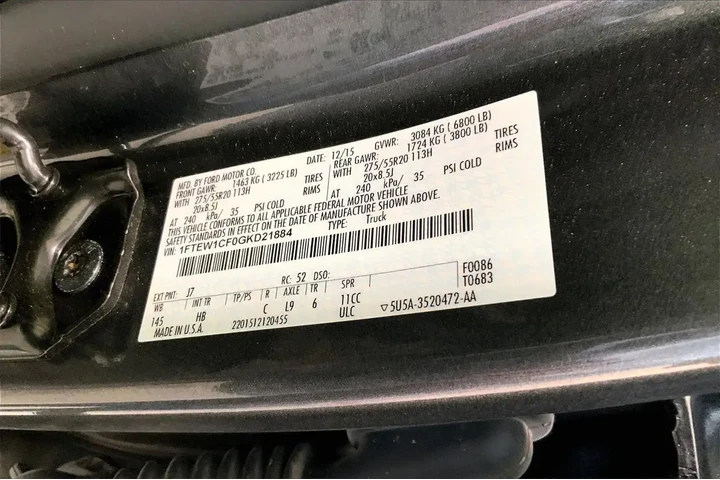 MFD. BY FORD MOTOR CO.
DATE: 12/15 GVWR: 3084 KG ( 6800 LB)
FRONT GAWR: 1463 KG ( 3225 LB) REAR GAWR: 1724 KG ( 3800 LB)
WITH 275/55R20 113H TIRES WITH 275/55R20 113H TIRES
20x8.5J RIMS 20x8.5J RIMS
AT 240 kPa/ 35 PSI COLD AT 240 kPa/ 35 PSI COLD
THIS VEHICLE CONFORMS TO ALL APPLICABLE FEDERAL MOTOR VEHICLE
SAFETY STANDARDS IN EFFECT ON THE DATE OF MANUFACTURE SHOWN ABOVE.
VIN: 1FTEW1CF0GKD21884 TYPE: Truck
EXT PNT: J7 RC: 52 DSO: F0086
WB INT TR TP/PS R AXLE TR SPR T0683
145 HB C L9 6 11CC
ULC ▽5U5A-3520472-AA
MADE IN U.S.A. 2201512120455